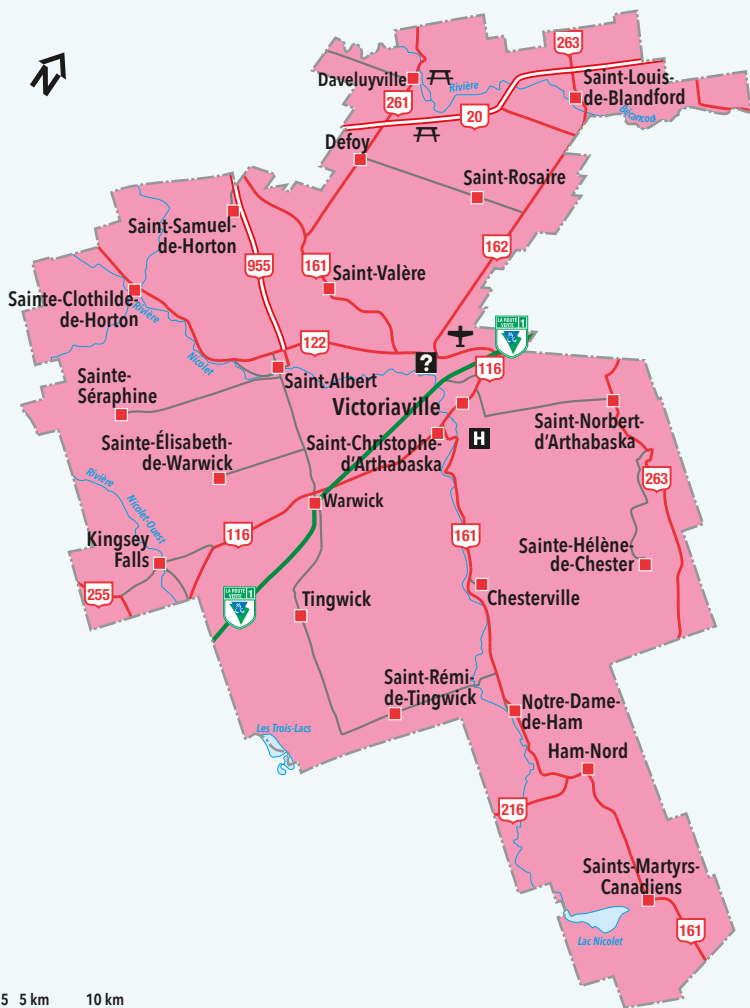 N
263
Daveluyville
Rivière
Saint-Louis-
de-Blandford
261
20
Bécancour
Defoy
Saint-Rosaire
Saint-Samuel-
de-Horton
162
955
161
Saint-Valère
Sainte-Clothilde-
de-Horton
Rivière
LA ROUTE
VERTE 1
122
?
Nicolet
116
Sainte-
Séraphine
Saint-Albert
Victoriaville
Saint-Norbert-
d'Arthabaska
Sainte-Élisabeth-
de-Warwick
Saint-Christophe-
d'Arthabaska
H
Rivière
Nicolet-Ouest
263
Warwick
116
161
Kingsey
Falls
Sainte-Hélène-
de-Chester
255
LA ROUTE
VERTE 1
Tingwick
Chesterville
Saint-Rémi-
de-Tingwick
Notre-Dame-
de-Ham
Les Trois-Lacs
Ham-Nord
216
Saints-Martyrs-
Canadiens
Lac Nicolet
161
5 5 km 10 km